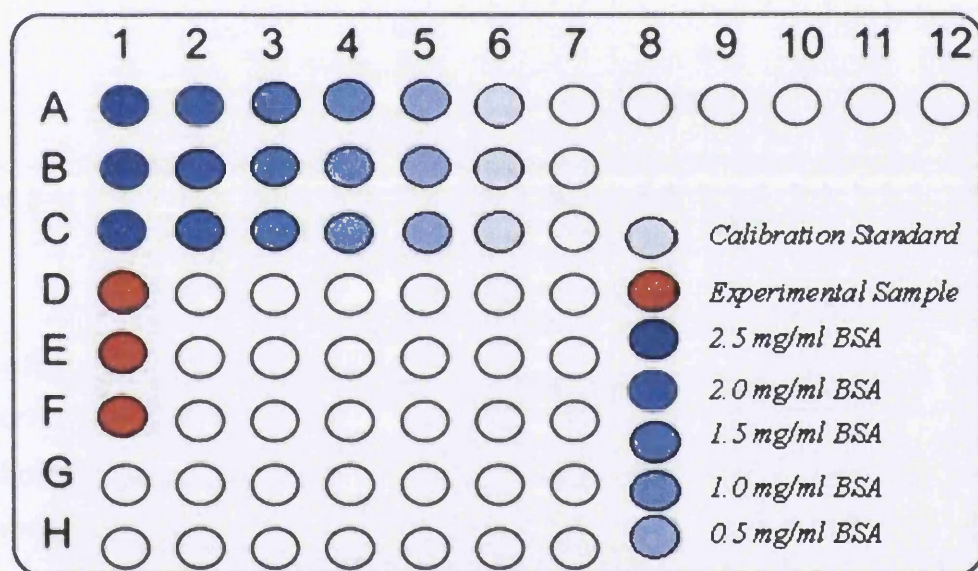 1 2 3 4 5 6 7 8 9 10 11 12
A
B
C
Calibration Standard
D
Experimental Sample
E
2.5 mg/ml BSA
2.0 mg/ml BSA
F
1.5 mg/ml BSA
G
1.0 mg/ml BSA
H
0.5 mg/ml BSA